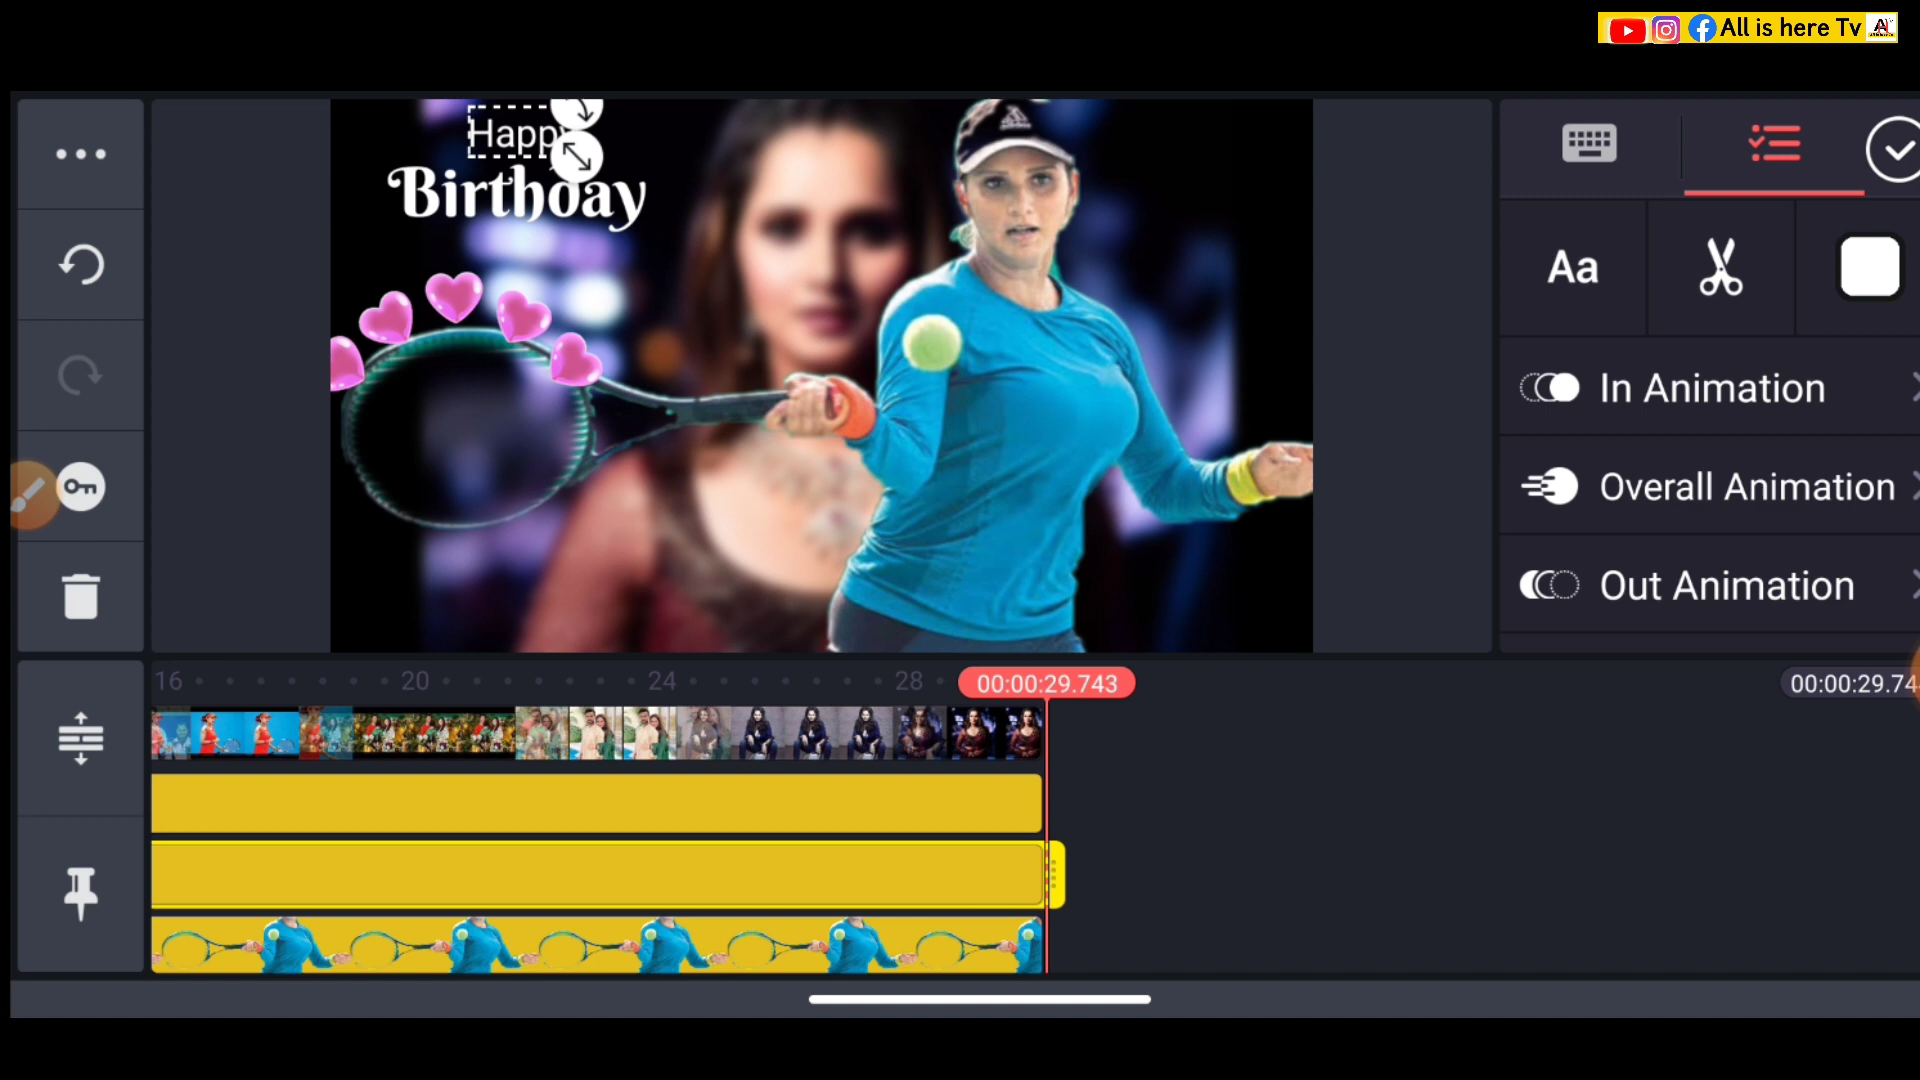 All is here Tv
Happy
Birthday
Aa
In Animation
Overall Animation
Out Animation
16
20
24
28
00:00:29.743
00:00:29.74